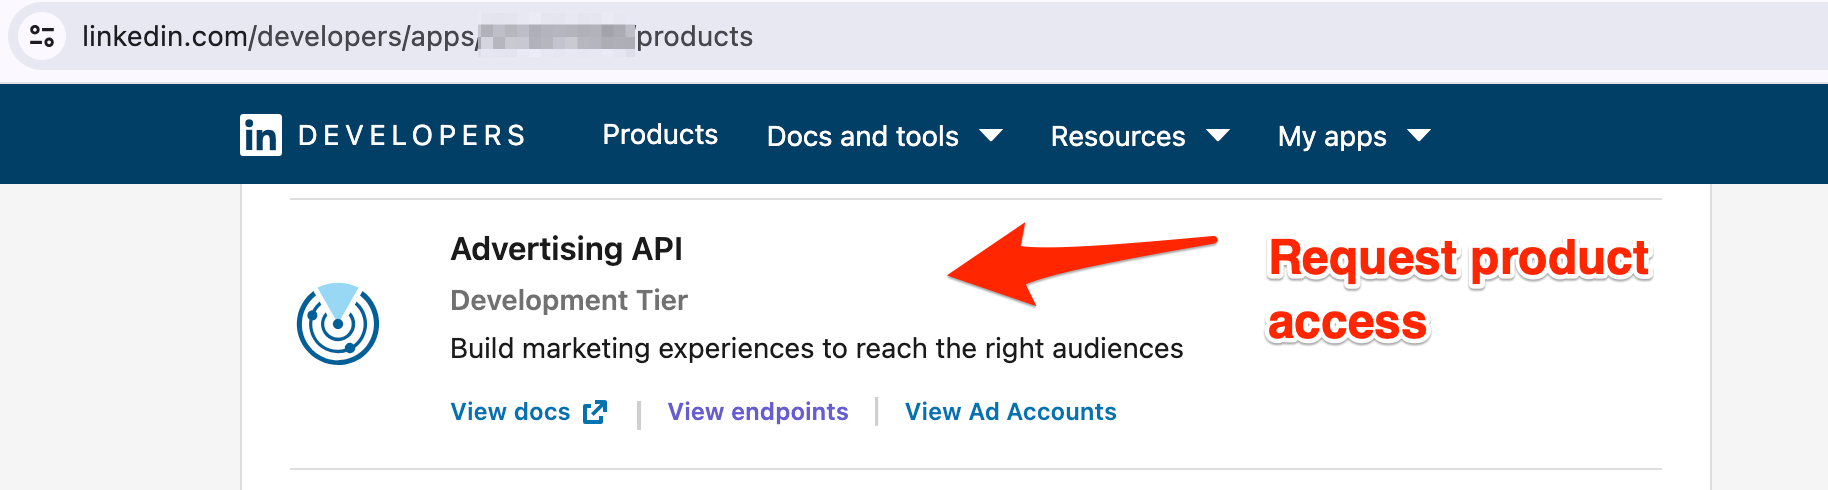 linkedin.com/developers/apps/ /products
in DEVELOPERS Products Docs and tools Resources My apps
Advertising API
Development Tier
Build marketing experiences to reach the right audiences
View docs | View endpoints | View Ad Accounts
Request product
access